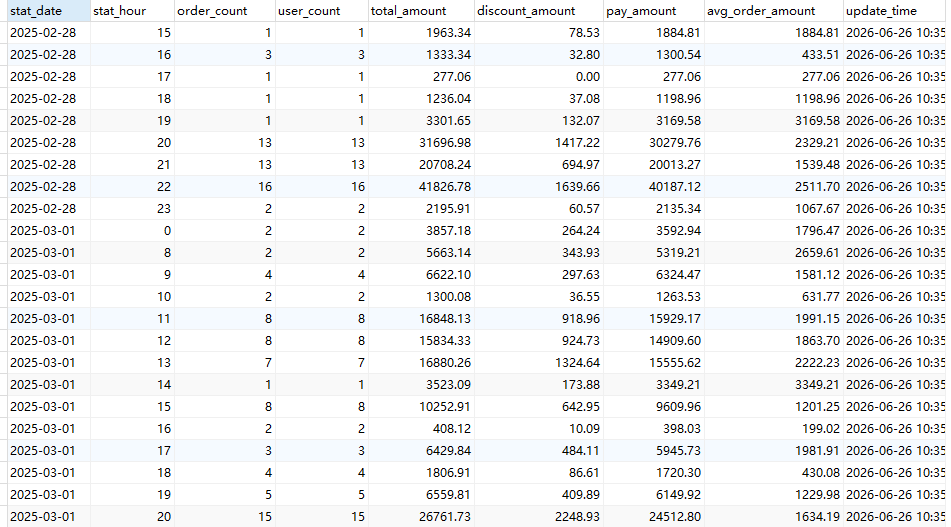 stat_date stat_hour order_count user_count total_amount discount_amount pay_amount avg_order_amount update_time
2025-02-28 15 1 1 1963.34 78.53 1884.81 1884.81 2026-06-26 10:35
2025-02-28 16 3 3 1333.34 32.80 1300.54 433.51 2026-06-26 10:35
2025-02-28 17 1 1 277.06 0.00 277.06 277.06 2026-06-26 10:35
2025-02-28 18 1 1 1236.04 37.08 1198.96 1198.96 2026-06-26 10:35
2025-02-28 19 1 1 3301.65 132.07 3169.58 3169.58 2026-06-26 10:35
2025-02-28 20 13 13 31696.98 1417.22 30279.76 2329.21 2026-06-26 10:35
2025-02-28 21 13 13 20708.24 694.97 20013.27 1539.48 2026-06-26 10:35
2025-02-28 22 16 16 41826.78 1639.66 40187.12 2511.70 2026-06-26 10:35
2025-02-28 23 2 2 2195.91 60.57 2135.34 1067.67 2026-06-26 10:35
2025-03-01 0 2 2 3857.18 264.24 3592.94 1796.47 2026-06-26 10:35
2025-03-01 8 2 2 5663.14 343.93 5319.21 2659.61 2026-06-26 10:35
2025-03-01 9 4 4 6622.10 297.63 6324.47 1581.12 2026-06-26 10:35
2025-03-01 10 2 2 1300.08 36.55 1263.53 631.77 2026-06-26 10:35
2025-03-01 11 8 8 16848.13 918.96 15929.17 1991.15 2026-06-26 10:35
2025-03-01 12 8 8 15834.33 924.73 14909.60 1863.70 2026-06-26 10:35
2025-03-01 13 7 7 16880.26 1324.64 15555.62 2222.23 2026-06-26 10:35
2025-03-01 14 1 1 3523.09 173.88 3349.21 3349.21 2026-06-26 10:35
2025-03-01 15 8 8 10252.91 642.95 9609.96 1201.25 2026-06-26 10:35
2025-03-01 16 2 2 408.12 10.09 398.03 199.02 2026-06-26 10:35
2025-03-01 17 3 3 6429.84 484.11 5945.73 1981.91 2026-06-26 10:35
2025-03-01 18 4 4 1806.91 86.61 1720.30 430.08 2026-06-26 10:35
2025-03-01 19 5 5 6559.81 409.89 6149.92 1229.98 2026-06-26 10:35
2025-03-01 20 15 15 26761.73 2248.93 24512.80 1634.19 2026-06-26 10:35